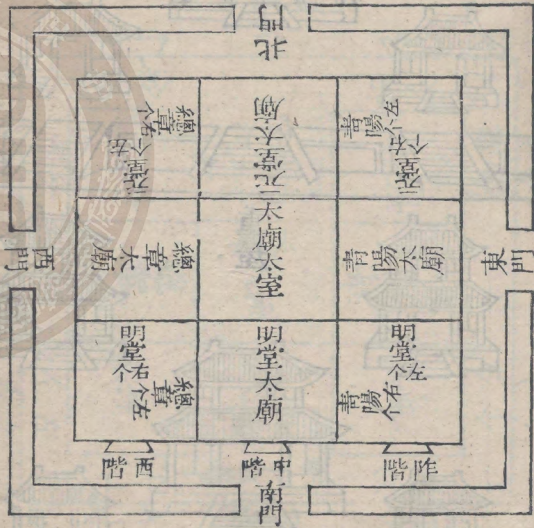 北門
總章右个
元堂左个
元堂太廟
青陽左个
元堂右个
西門
總章太廟
太廟太室
青陽太廟
東門
明堂右个
總章左个
明堂太廟
明堂左个
青陽右个
西階
中階
阼階
南門